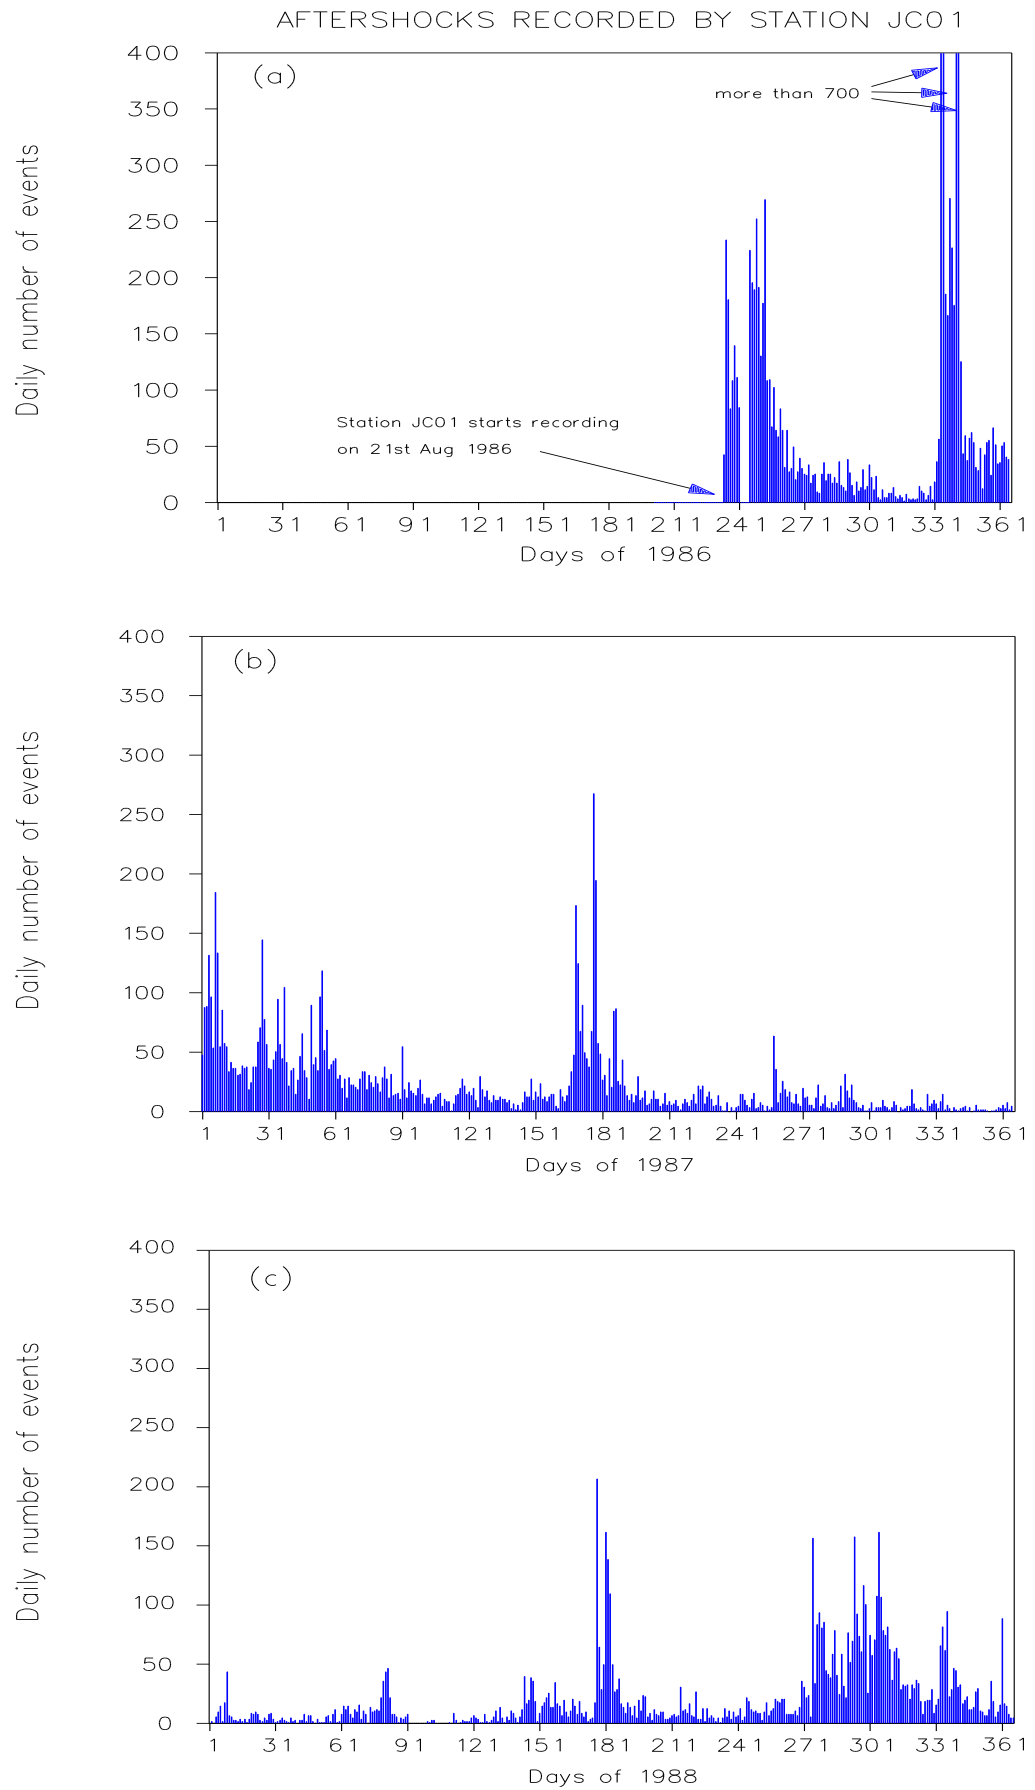 AFTERSHOCKS RECORDED BY STATION JC01
400
(a)
more than 700
350
300
250
200
150
100
Station JC01 starts recording
on 21st Aug 1986
50
0
1 31 61 91 121 151 181 211 241 271 301 331 361
Days of 1986
Daily number of events
400
(b)
350
300
250
200
150
100
50
0
1 31 61 91 121 151 181 211 241 271 301 331 361
Days of 1987
Daily number of events
400
(c)
350
300
250
200
150
100
50
0
1 31 61 91 121 151 181 211 241 271 301 331 361
Days of 1988
Daily number of events